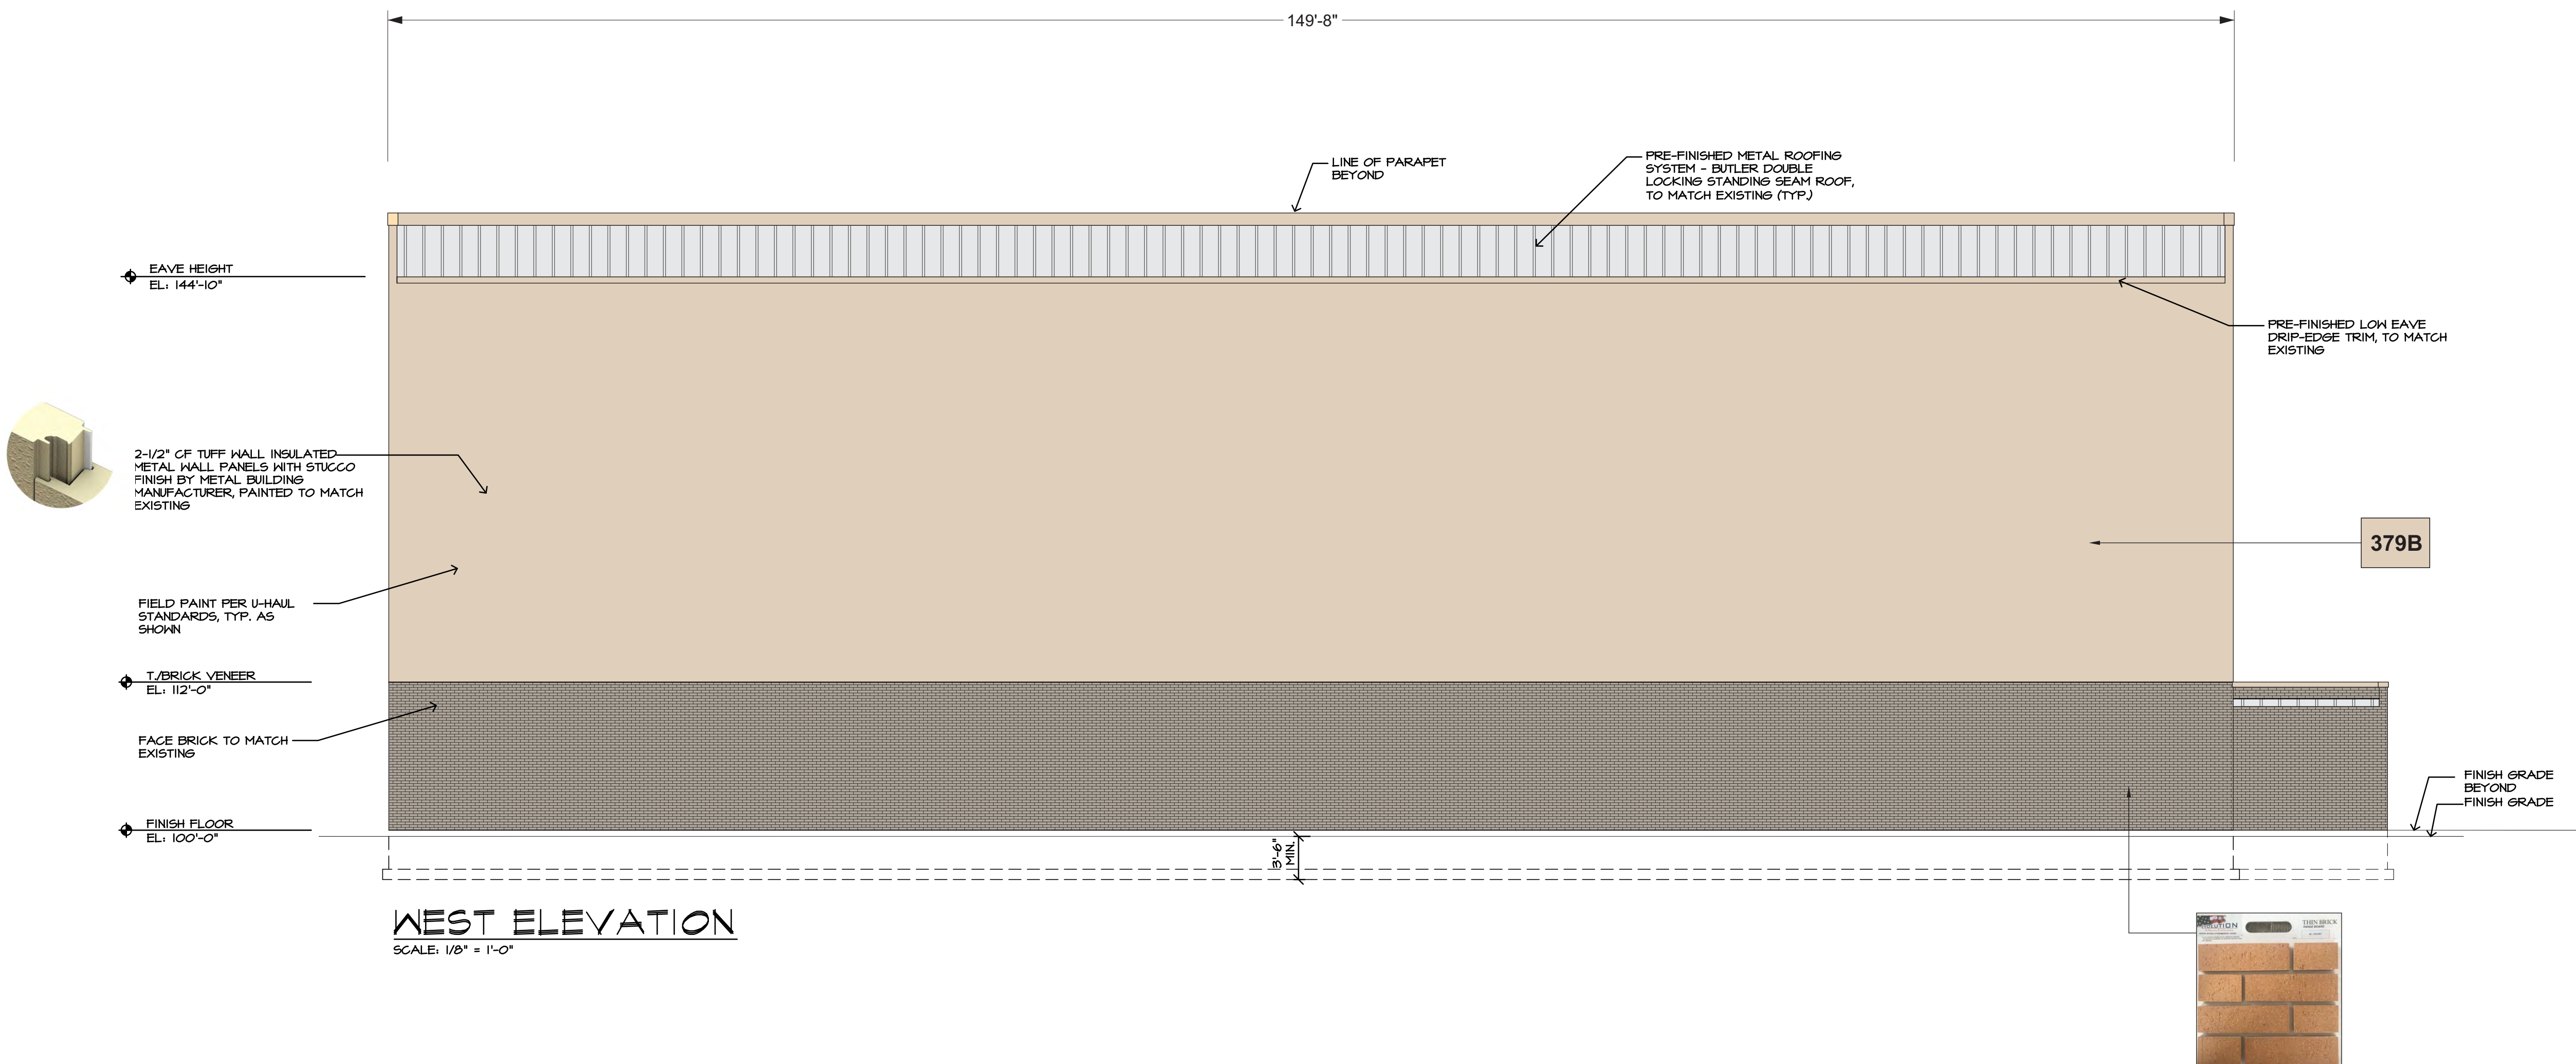 149'-8"
LINE OF PARAPET
BEYOND
PRE-FINISHED METAL ROOFING
SYSTEM - BUTLER DOUBLE
LOCKING STANDING SEAM ROOF,
TO MATCH EXISTING (TYP.)
EAVE HEIGHT
EL: 144'-10"
PRE-FINISHED LOW EAVE
DRIP-EDGE TRIM, TO MATCH
EXISTING
2-1/2" CF TUFF WALL INSULATED
METAL WALL PANELS WITH STUCCO
FINISH BY METAL BUILDING
MANUFACTURER, PAINTED TO MATCH
EXISTING
379B
FIELD PAINT PER U-HAUL
STANDARDS, TYP. AS
SHOWN
T./BRICK VENEER
EL: 112'-0"
FACE BRICK TO MATCH
EXISTING
FINISH GRADE
BEYOND
FINISH GRADE
FINISH FLOOR
EL: 100'-0"
3'-6"
MIN.
WEST ELEVATION
SCALE: 1/8" = 1'-0"
THIN BRICK